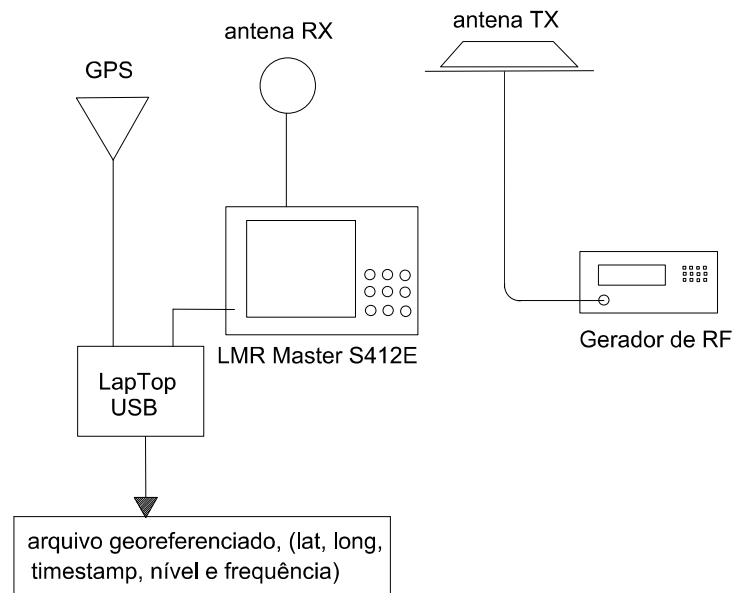 antena RX
antena TX
GPS
LMR Master S412E
Gerador de RF
LapTop
USB
arquivo georeferenciado, (lat, long,
timestamp, nível e frequência)